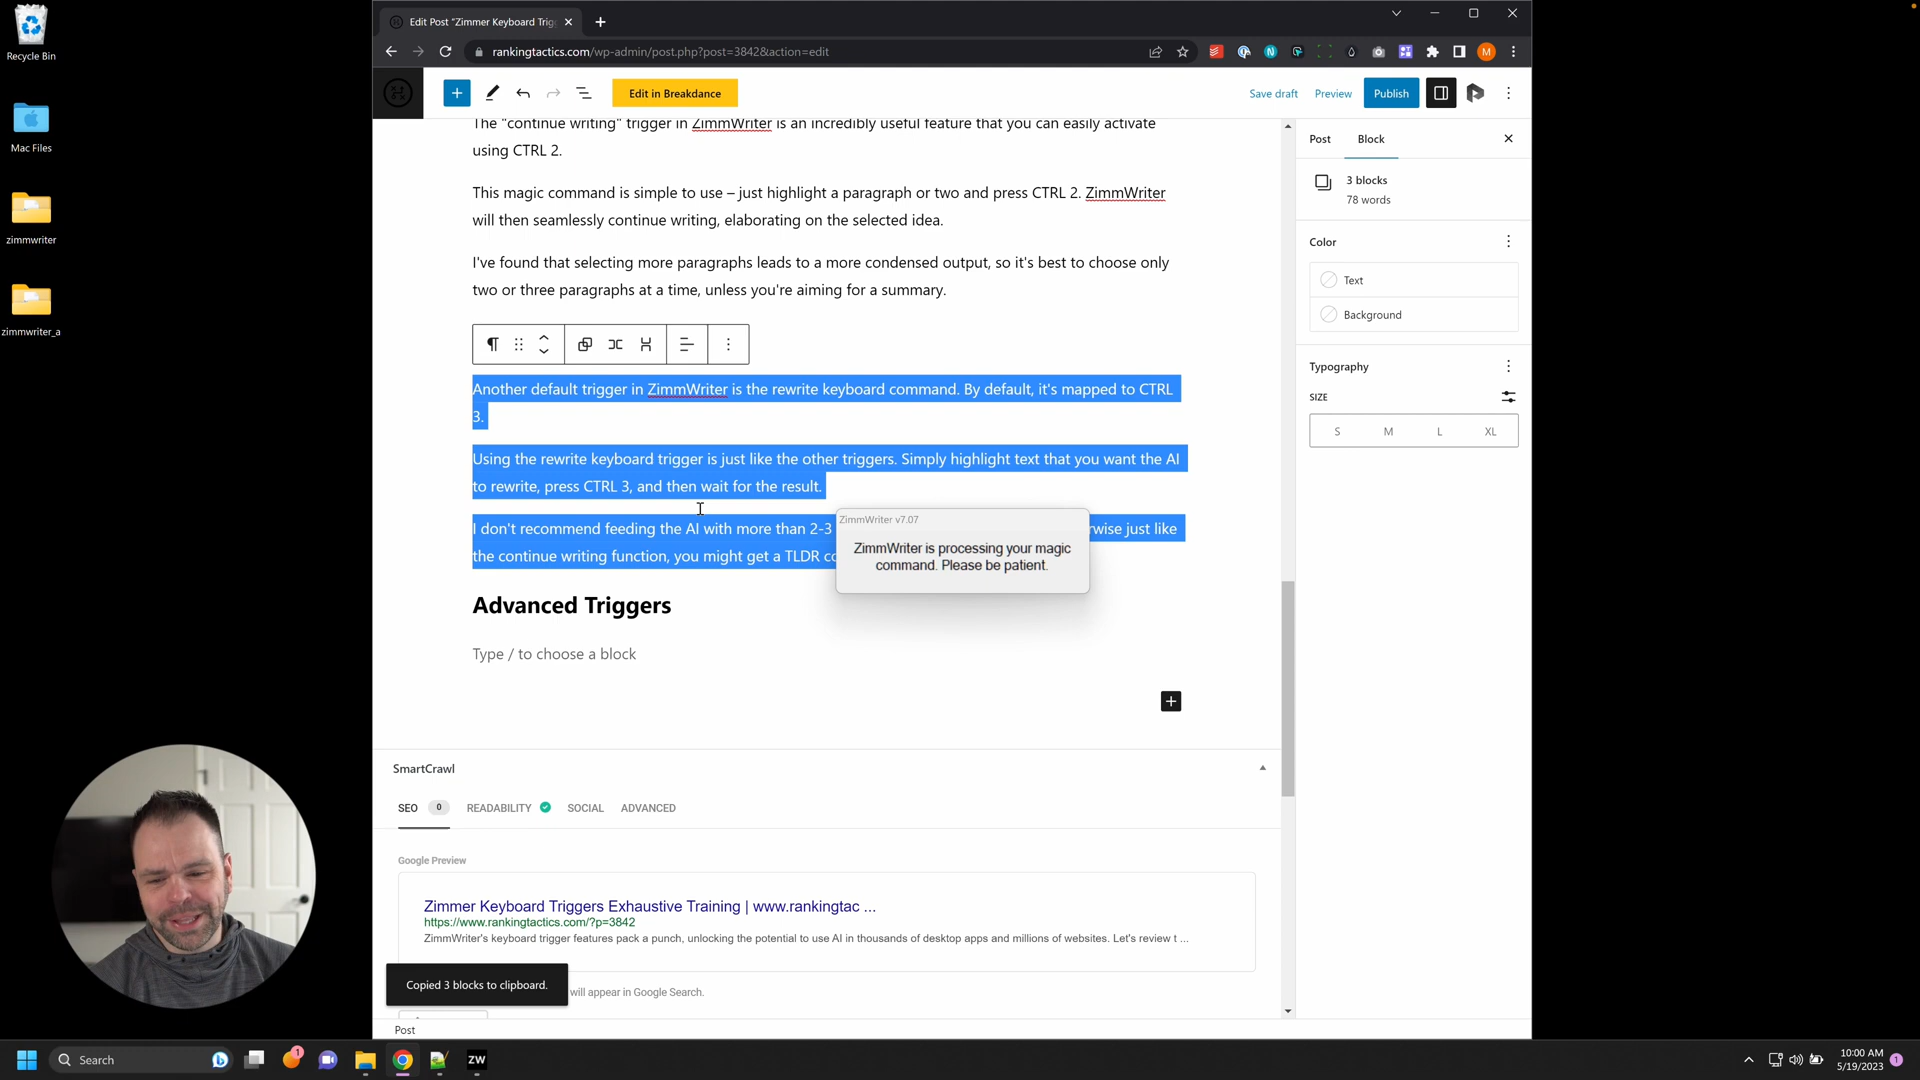 Recycle Bin
Mac Files
zimmwriter
zimmwriter_a
Edit Post "Zimmer Keyboard Trig
rankingtactics.com/wp-admin/post.php?post=3842&action=edit
M
Edit in Breakdance
Save draft
Preview
Publish
The "continue writing" trigger in ZimmWriter is an incredibly useful feature that you can easily activate
using CTRL 2.
This magic command is simple to use – just highlight a paragraph or two and press CTRL 2. ZimmWriter
will then seamlessly continue writing, elaborating on the selected idea.
I've found that selecting more paragraphs leads to a more condensed output, so it's best to choose only
two or three paragraphs at a time, unless you're aiming for a summary.
Another default trigger in ZimmWriter is the rewrite keyboard command. By default, it's mapped to CTRL
3.
Using the rewrite keyboard trigger is just like the other triggers. Simply highlight text that you want the AI
to rewrite, press CTRL 3, and then wait for the result.
I don't recommend feeding the AI with more than 2-3 rwise just like
the continue writing function, you might get a TLDR
ZimmWriter v7.07
ZimmWriter is processing your magic
command. Please be patient.
Advanced Triggers
Type / to choose a block
Post
Block
3 blocks
78 words
Color
Text
Background
Typography
SIZE
S
M
L
XL
SmartCrawl
SEO
0
READABILITY
SOCIAL
ADVANCED
Google Preview
Zimmer Keyboard Triggers Exhaustive Training | www.rankingtac ...
https://www.rankingtactics.com/?p=3842
ZimmWriter's keyboard trigger features pack a punch, unlocking the potential to use AI in thousands of desktop apps and millions of websites. Let's review t ...
Copied 3 blocks to clipboard.
will appear in Google Search.
Post
Search
1
ZW
10:00 AM
5/19/2023
1